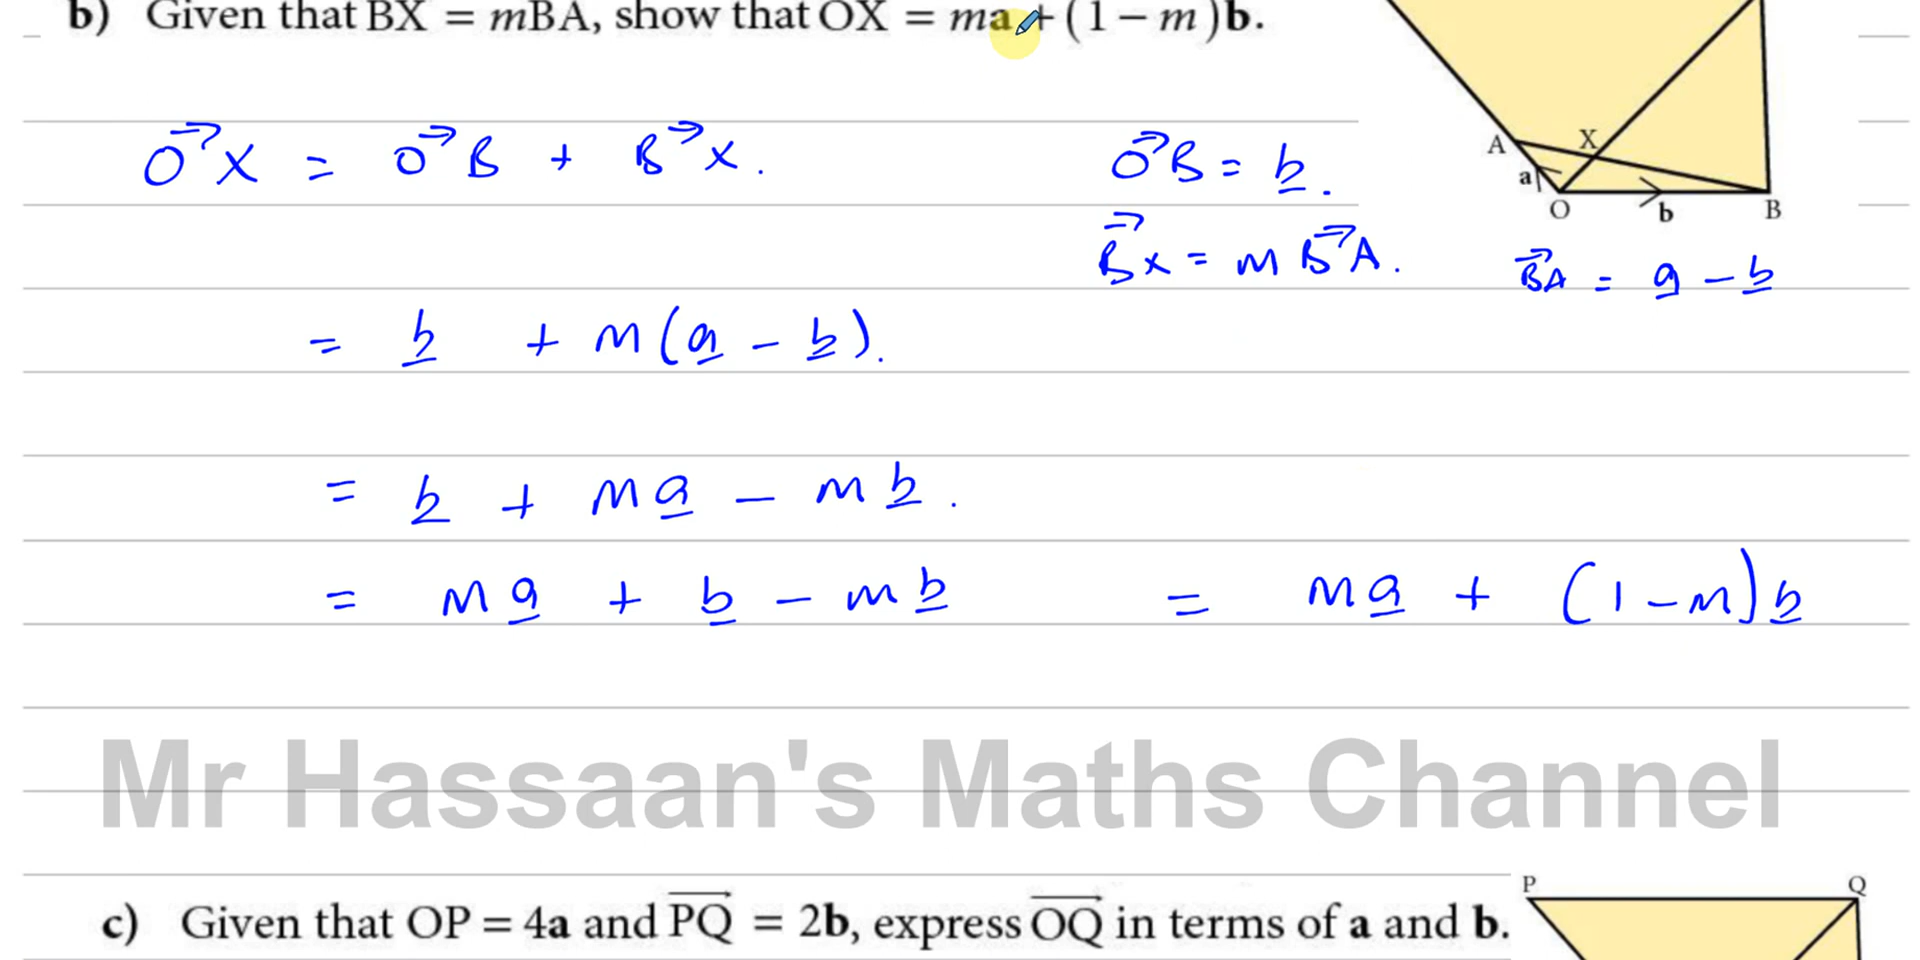 b) Given that BX = mBA, show that OX = ma + (1 − m)b.
O⃗X = O⃗B + B⃗X.
O⃗B = b.
B⃗X = m B⃗A.
B⃗A = a − b
= b + m(a − b).
= b + ma − mb.
= ma + b − mb = ma + (1 − m)b
A X
a
O b B
Mr Hassaan's Maths Channel
P Q
c) Given that OP = 4a and P⃗Q = 2b, express O⃗Q in terms of a and b.